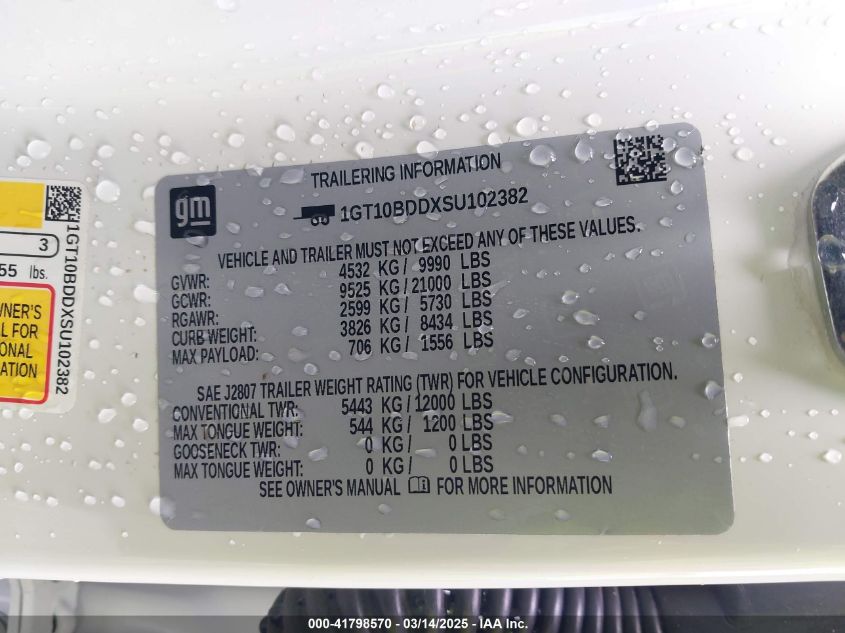 TRAILERING INFORMATION
gm
1GT10BDDXSU102382
VEHICLE AND TRAILER MUST NOT EXCEED ANY OF THESE VALUES.
GVWR: 4532 KG / 9990 LBS
GCWR: 9525 KG / 21000 LBS
RGAWR: 2599 KG / 5730 LBS
CURB WEIGHT: 3826 KG / 8434 LBS
MAX PAYLOAD: 706 KG / 1556 LBS
SAE J2807 TRAILER WEIGHT RATING (TWR) FOR VEHICLE CONFIGURATION.
CONVENTIONAL TWR: 5443 KG / 12000 LBS
MAX TONGUE WEIGHT: 544 KG / 1200 LBS
GOOSENECK TWR: 0 KG / 0 LBS
MAX TONGUE WEIGHT: 0 KG / 0 LBS
SEE OWNER'S MANUAL FOR MORE INFORMATION
3
55 lbs.
WNER'S
L FOR
ONAL
ATION
1GT10BDDXSU102382
000-41798570 — 03/14/2025 — IAA Inc.